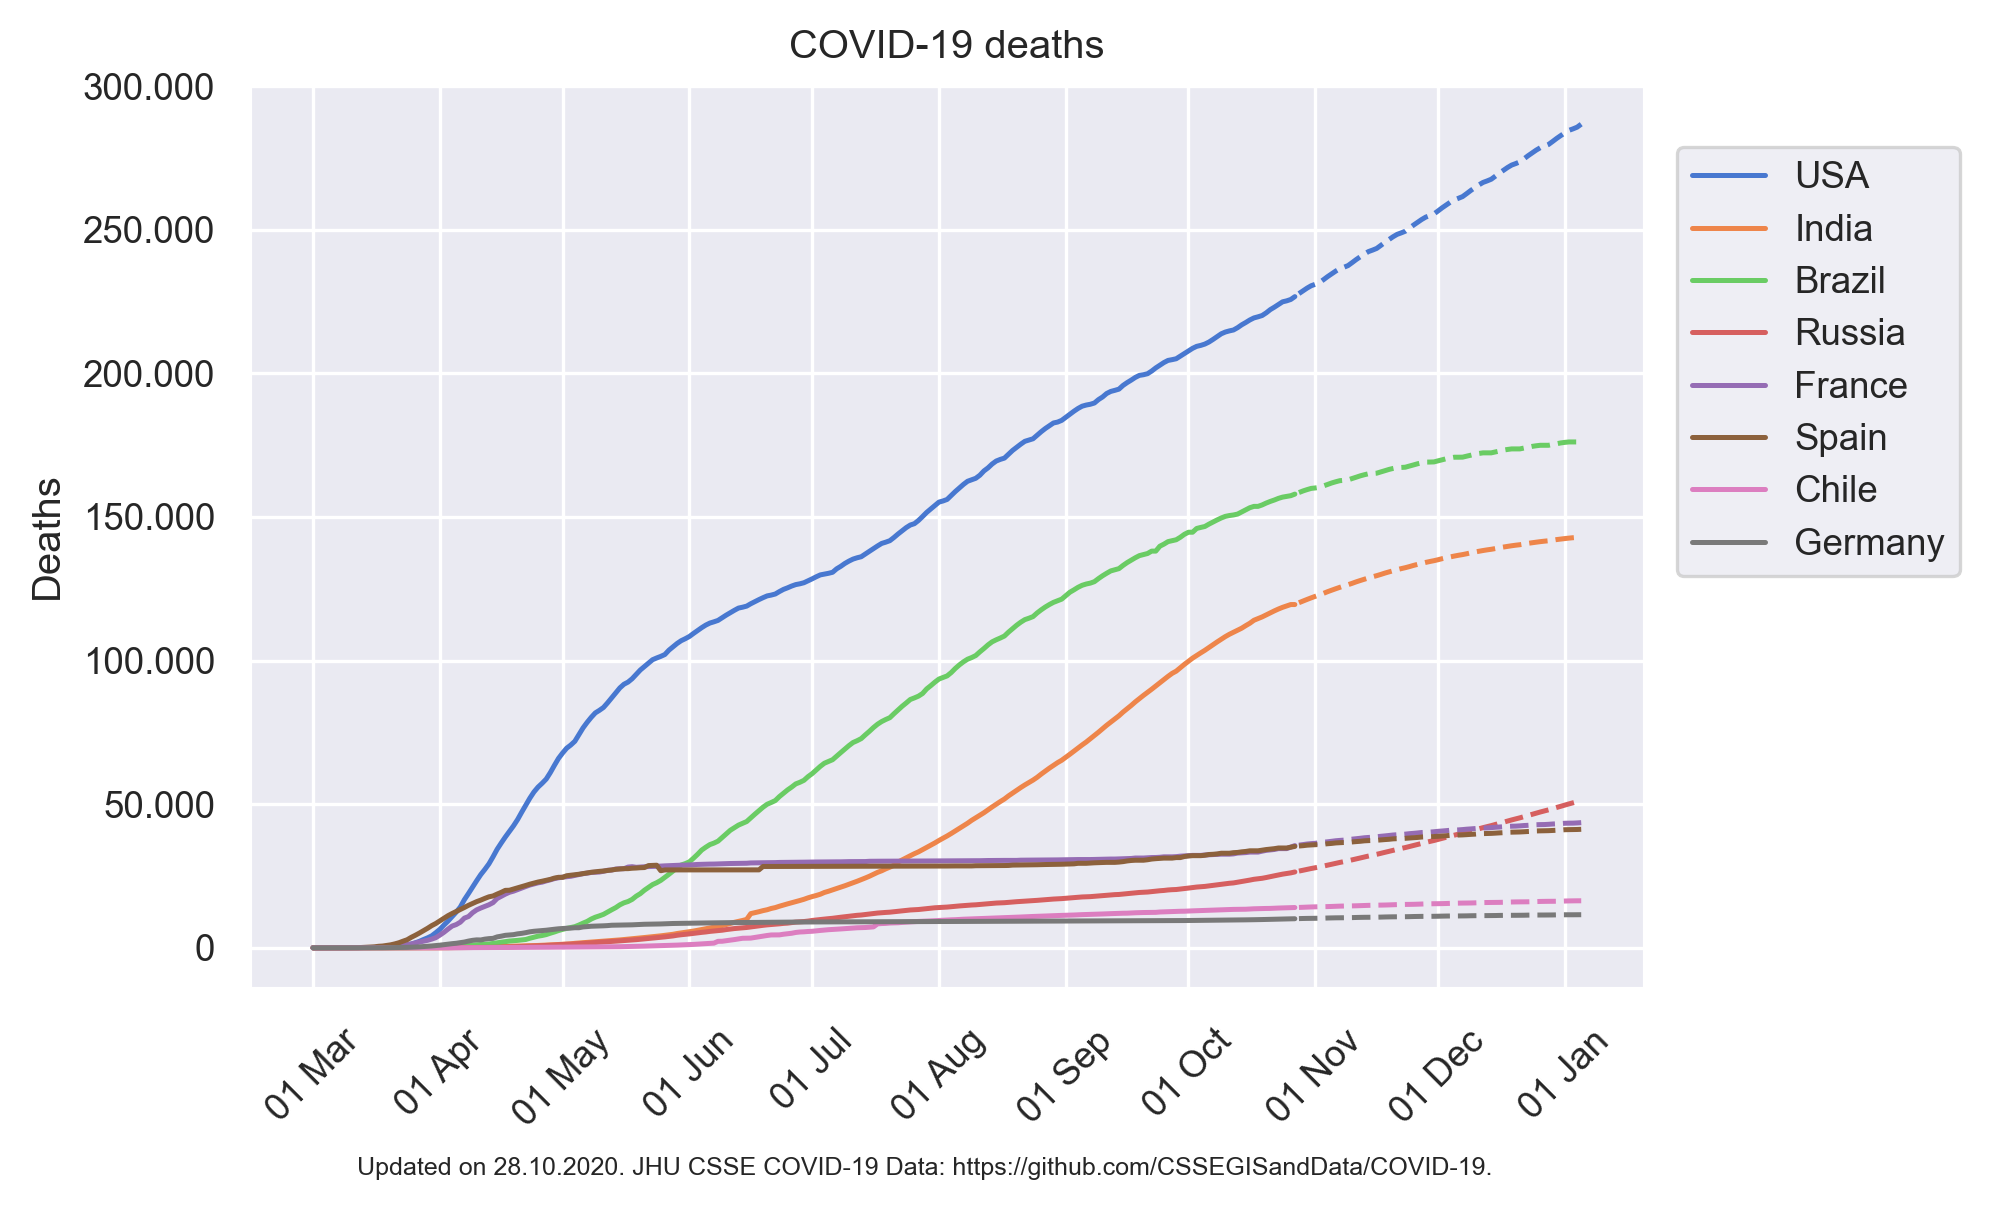 COVID-19 deaths
300.000
250.000
200.000
150.000
100.000
50.000
0
Deaths
01 Mar
01 Apr
01 May
01 Jun
01 Jul
01 Aug
01 Sep
01 Oct
01 Nov
01 Dec
01 Jan
USA
India
Brazil
Russia
France
Spain
Chile
Germany
Updated on 28.10.2020. JHU CSSE COVID-19 Data: https://github.com/CSSEGISandData/COVID-19.